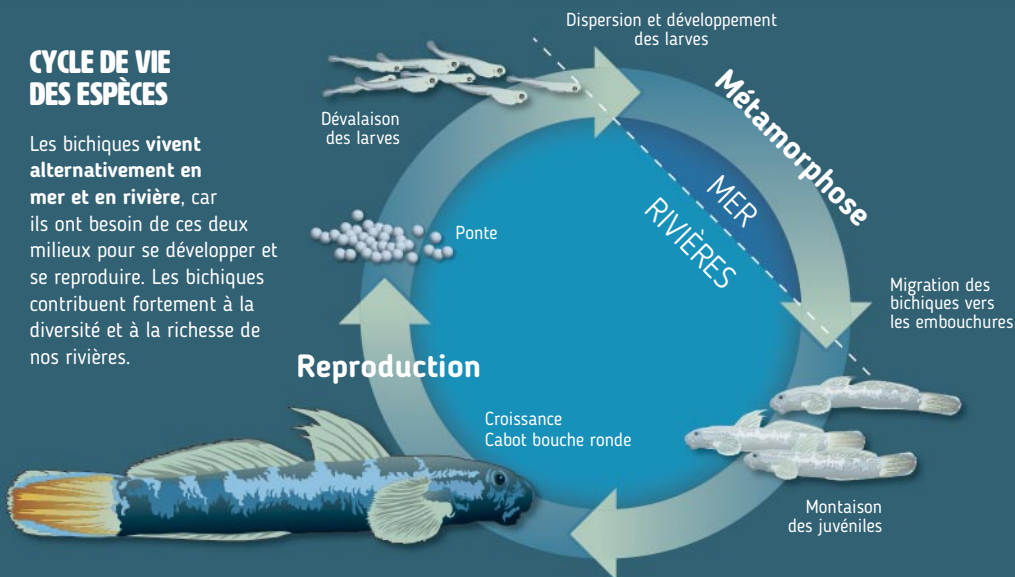 CYCLE DE VIE
DES ESPÈCES
Les bichiques vivent
alternativement en
mer et en rivière, car
ils ont besoin de ces deux
milieux pour se développer et
se reproduire. Les bichiques
contribuent fortement à la
diversité et à la richesse de
nos rivières.
Dispersion et développement
des larves
Dévalaison
des larves
Métamorphose
MER
RIVIÈRES
Ponte
Migration des
bichiques vers
les embouchures
Reproduction
Croissance
Cabot bouche ronde
Montaison
des juvéniles